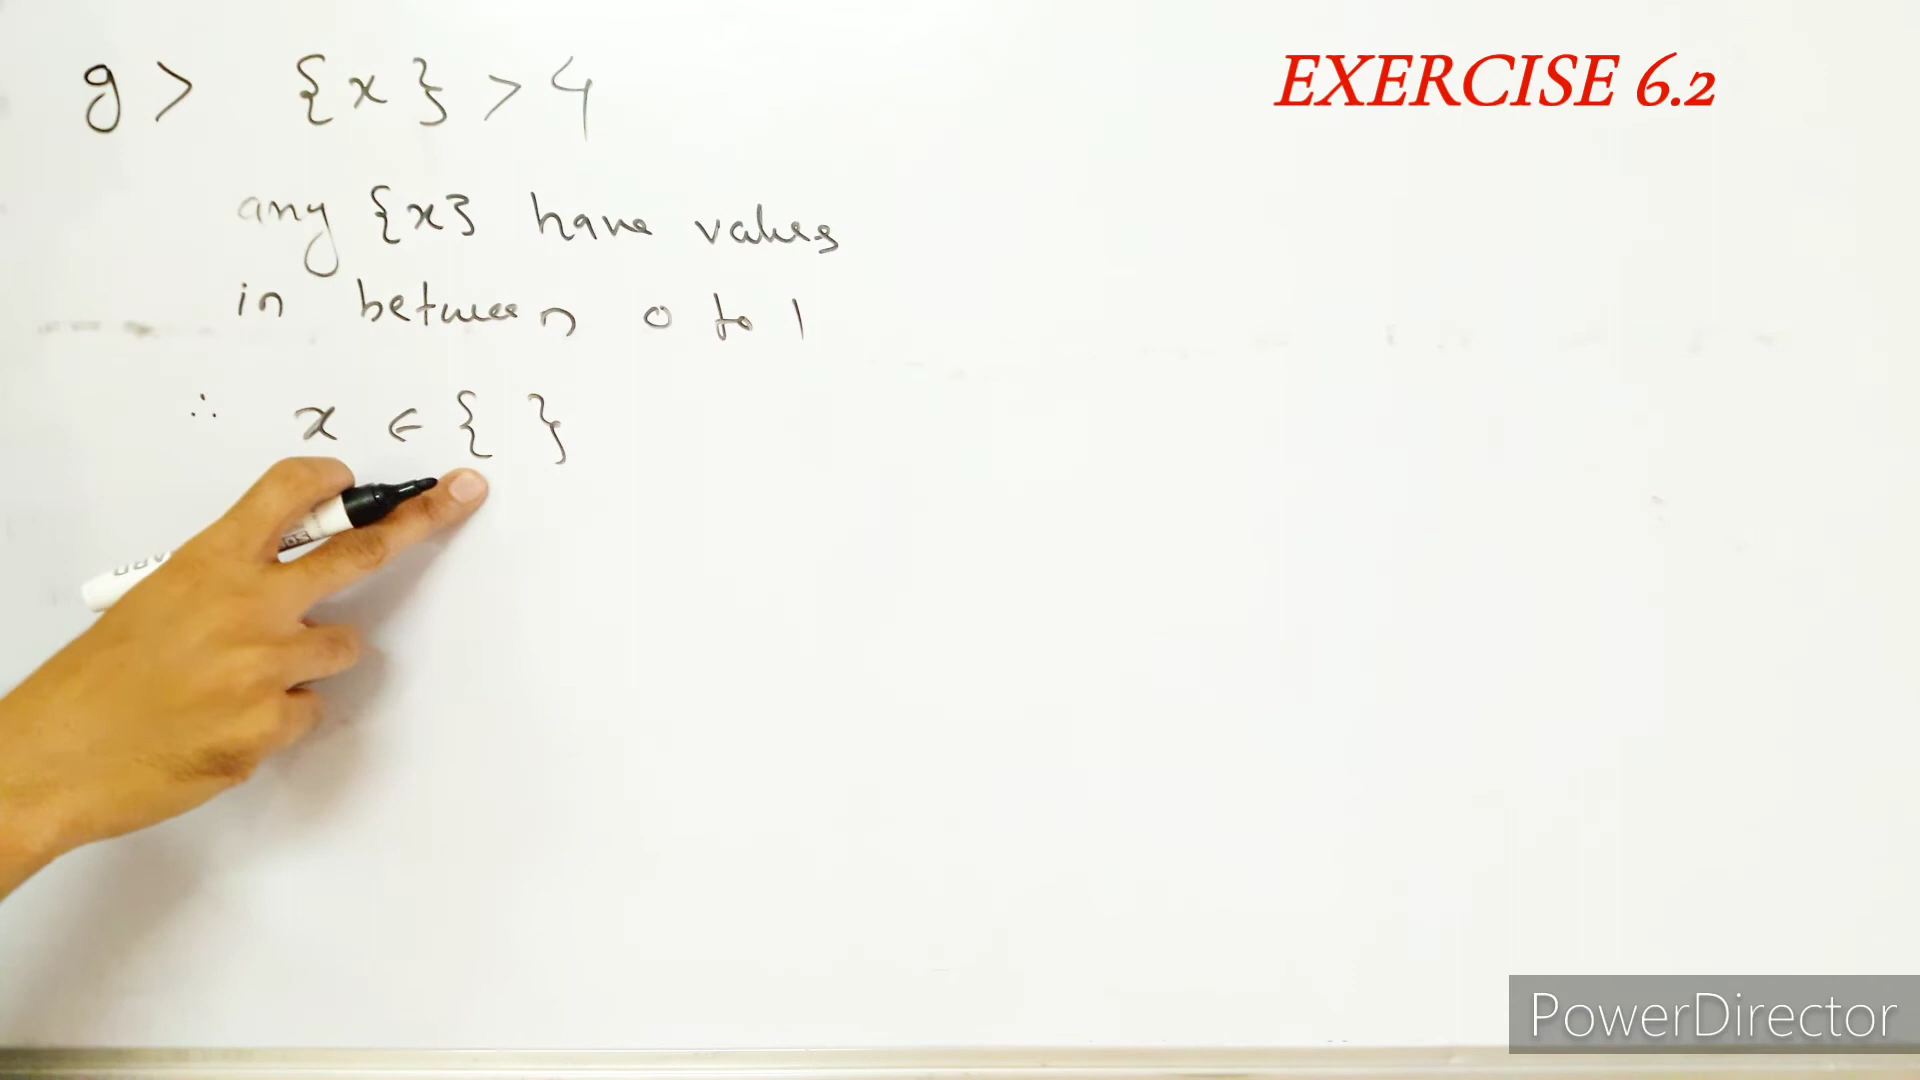 g> {x} > 4
EXERCISE 6.2
any {x} have values
in between 0 to 1
∴ x ∈ { }
PowerDirector